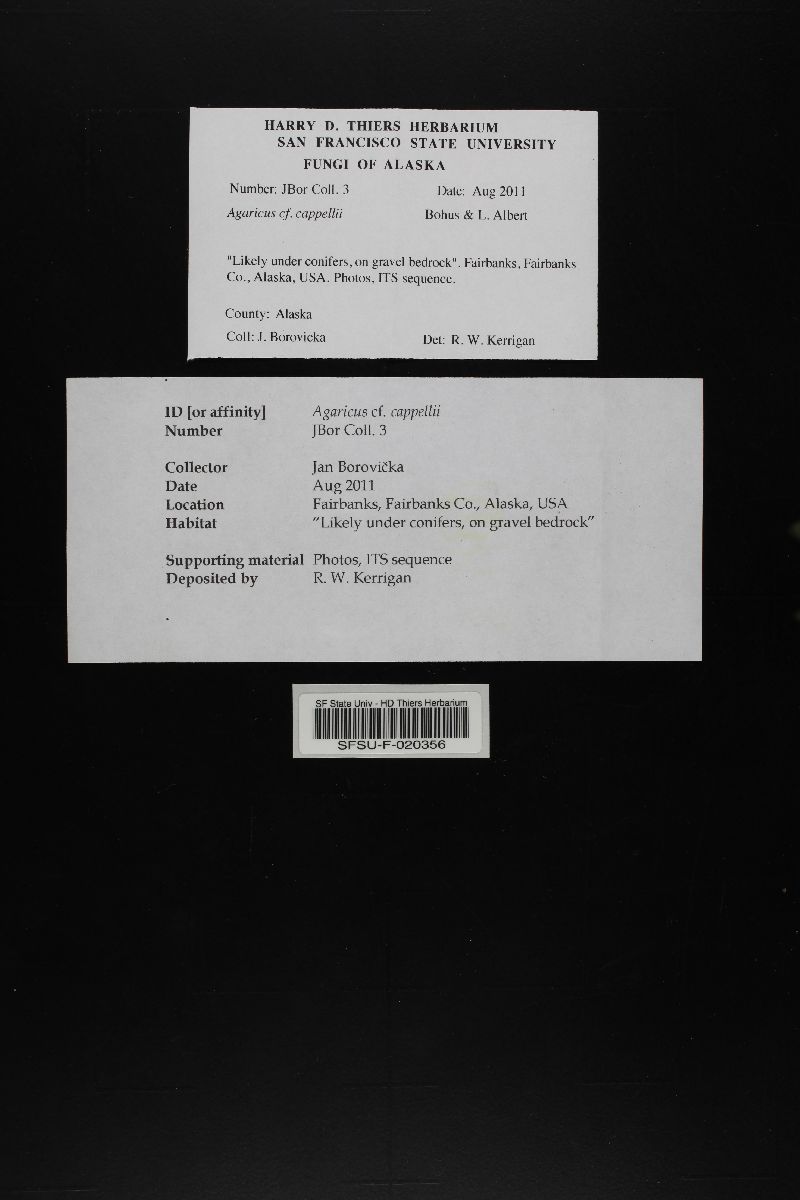 HARRY D. THIERS HERBARIUM
SAN FRANCISCO STATE UNIVERSITY
FUNGI OF ALASKA
Number: JBor Coll. 3 Date: Aug 2011
Agaricus cf. cappellii Bohus & L. Albert
"Likely under conifers, on gravel bedrock". Fairbanks, Fairbanks
Co., Alaska, USA. Photos, ITS sequence.
County: Alaska
Coll: J. Borovicka Det: R. W. Kerrigan
ID [or affinity] Agaricus cf. cappellii
Number JBor Coll. 3
Collector Jan Borovička
Date Aug 2011
Location Fairbanks, Fairbanks Co., Alaska, USA
Habitat “Likely under conifers, on gravel bedrock”
Supporting material Photos, ITS sequence
Deposited by R. W. Kerrigan
SF State Univ - HD Thiers Herbarium
SFSU-F-020356